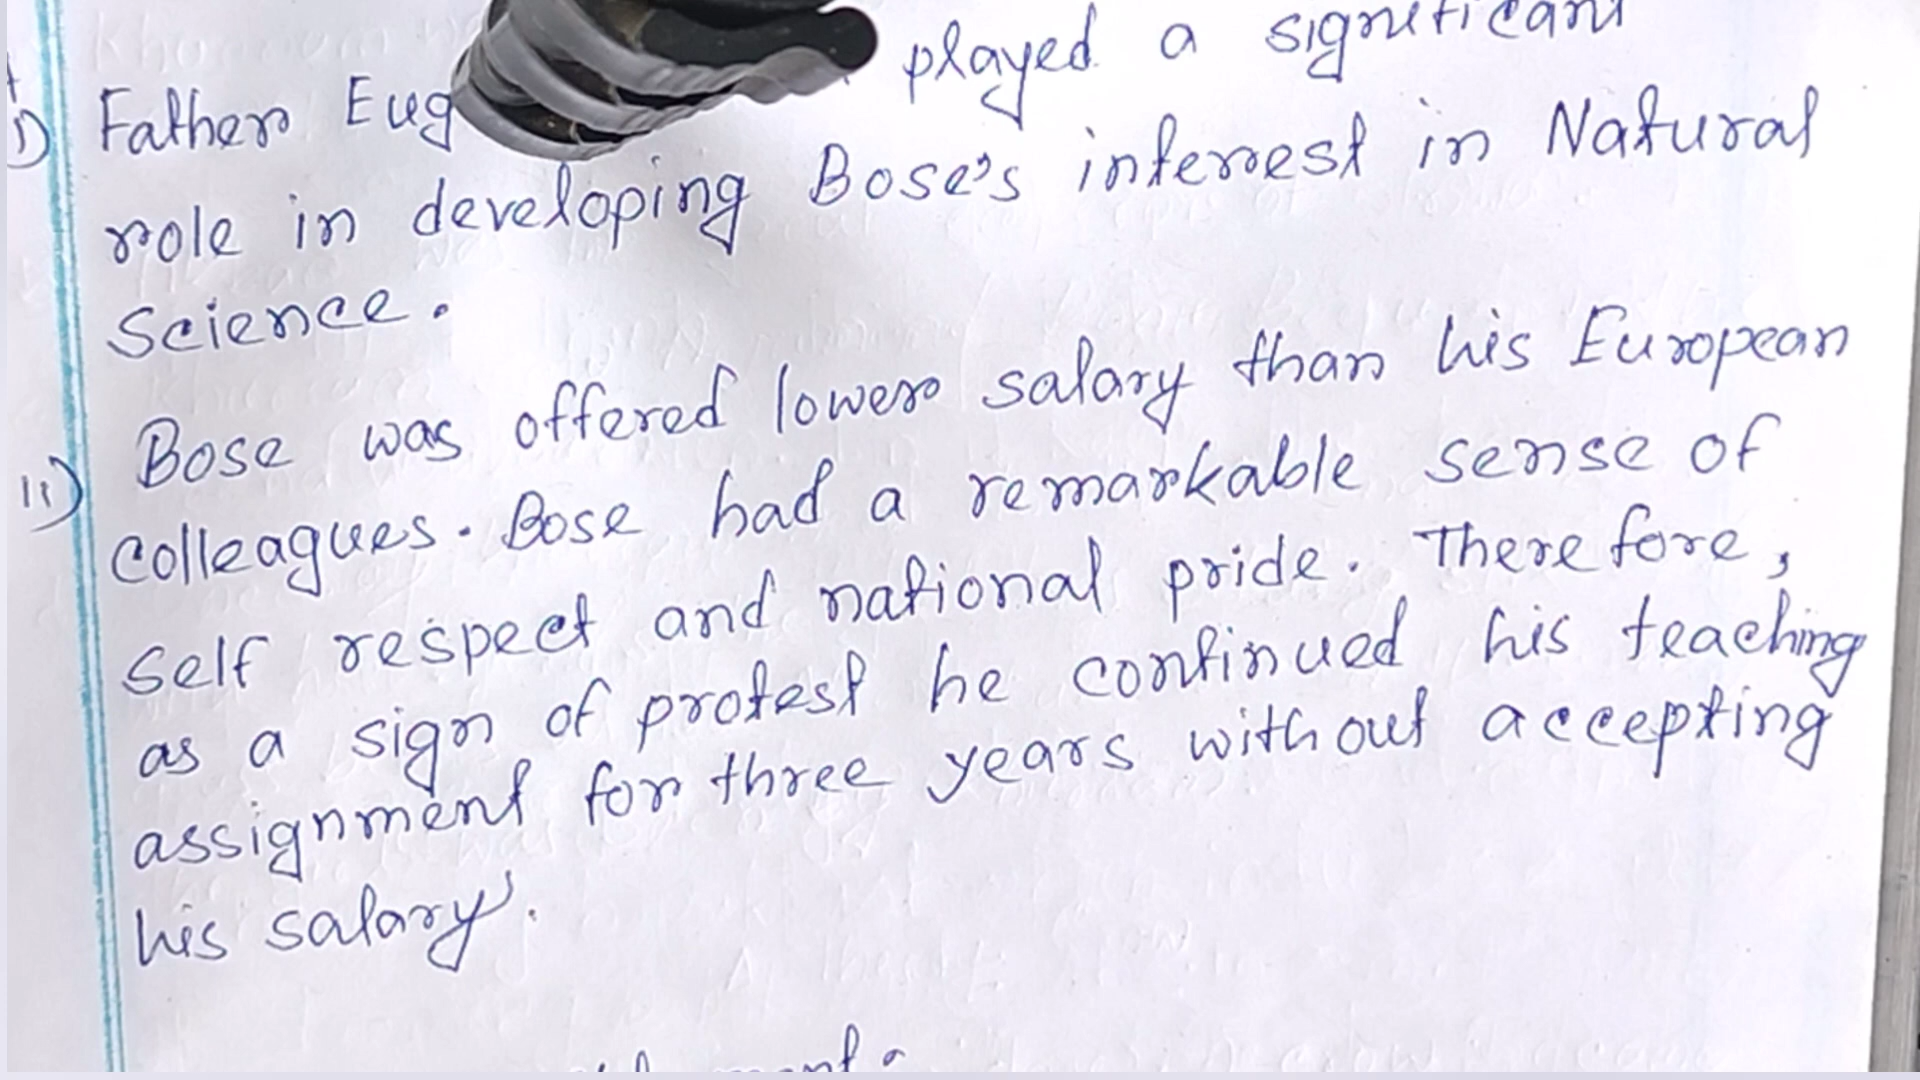 i) Father Eug played a significant
role in developing Bose's interest in Natural
Science.
ii) Bose was offered lower salary than his European
colleagues. Bose had a remarkable sense of
self respect and national pride. Therefore,
as a sign of protest he continued his teaching
assignment for three years without accepting
his salary.